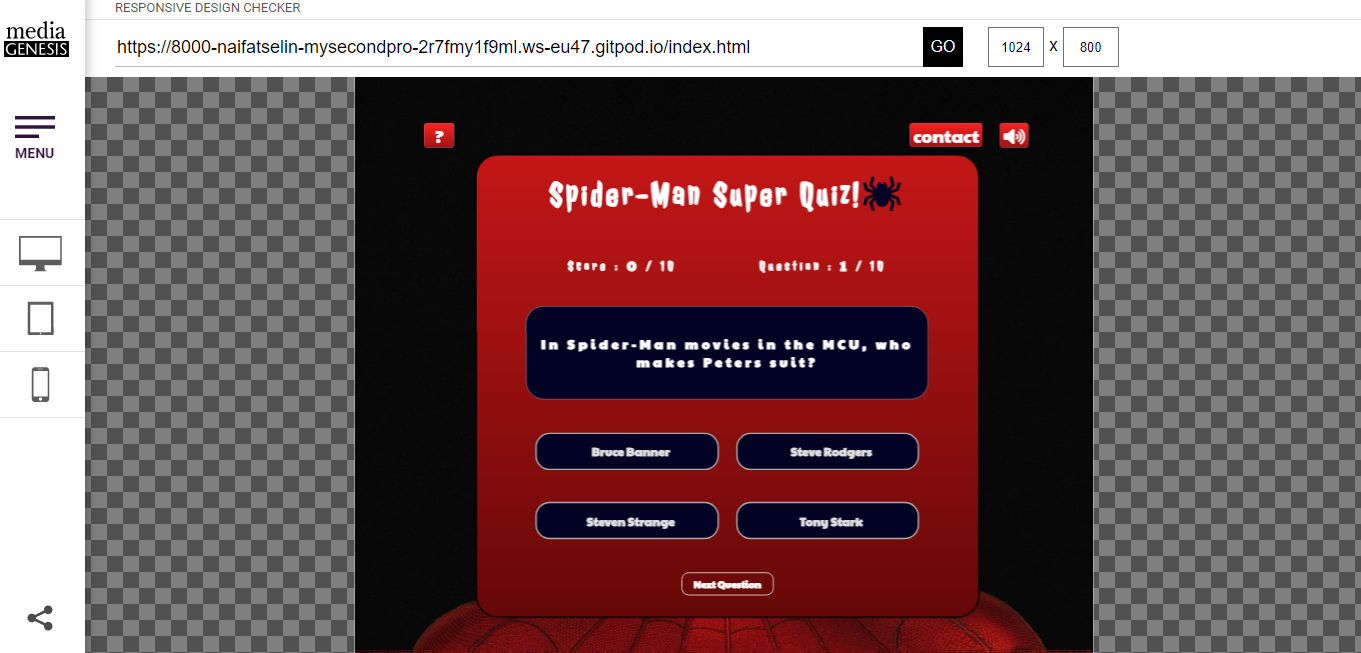 RESPONSIVE DESIGN CHECKER
media
GENESIS
https://8000-naifatselin-mysecondpro-2r7fmy1f9ml.ws-eu47.gitpod.io/index.html
GO
1024 x 800
MENU
?
contact
Spider-Man Super Quiz!
Score : 0 / 10
Question : 1 / 10
In Spider-Man movies in the MCU, who
makes Peters suit?
Bruce Banner
Steve Rodgers
Steven Strange
Tony Stark
Next Question